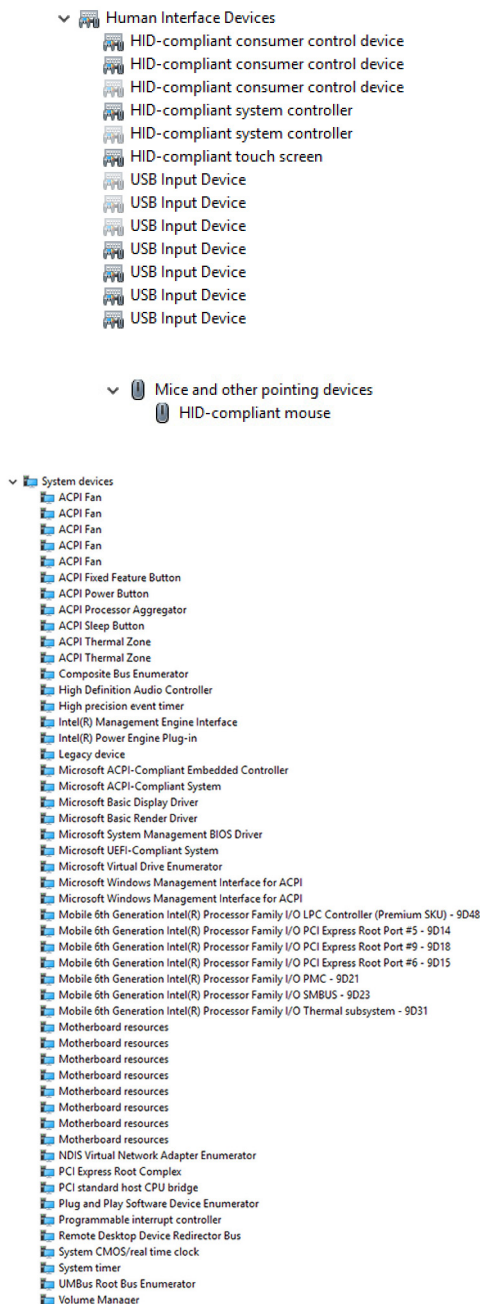 Human Interface Devices
HID-compliant consumer control device
HID-compliant consumer control device
HID-compliant consumer control device
HID-compliant system controller
HID-compliant system controller
HID-compliant touch screen
USB Input Device
USB Input Device
USB Input Device
USB Input Device
USB Input Device
USB Input Device
USB Input Device
Mice and other pointing devices
HID-compliant mouse
System devices
ACPI Fan
ACPI Fan
ACPI Fan
ACPI Fan
ACPI Fan
ACPI Fixed Feature Button
ACPI Power Button
ACPI Processor Aggregator
ACPI Sleep Button
ACPI Thermal Zone
ACPI Thermal Zone
Composite Bus Enumerator
High Definition Audio Controller
High precision event timer
Intel(R) Management Engine Interface
Intel(R) Power Engine Plug-in
Legacy device
Microsoft ACPI-Compliant Embedded Controller
Microsoft ACPI-Compliant System
Microsoft Basic Display Driver
Microsoft Basic Render Driver
Microsoft System Management BIOS Driver
Microsoft UEFI-Compliant System
Microsoft Virtual Drive Enumerator
Microsoft Windows Management Interface for ACPI
Microsoft Windows Management Interface for ACPI
Mobile 6th Generation Intel(R) Processor Family I/O LPC Controller (Premium SKU) - 9D48
Mobile 6th Generation Intel(R) Processor Family I/O PCI Express Root Port #5 - 9D14
Mobile 6th Generation Intel(R) Processor Family I/O PCI Express Root Port #9 - 9D18
Mobile 6th Generation Intel(R) Processor Family I/O PCI Express Root Port #6 - 9D15
Mobile 6th Generation Intel(R) Processor Family I/O PMC - 9D21
Mobile 6th Generation Intel(R) Processor Family I/O SMBUS - 9D23
Mobile 6th Generation Intel(R) Processor Family I/O Thermal subsystem - 9D31
Motherboard resources
Motherboard resources
Motherboard resources
Motherboard resources
Motherboard resources
Motherboard resources
Motherboard resources
Motherboard resources
NDIS Virtual Network Adapter Enumerator
PCI Express Root Complex
PCI standard host CPU bridge
Plug and Play Software Device Enumerator
Programmable interrupt controller
Remote Desktop Device Redirector Bus
System CMOS/real time clock
System timer
UMBus Root Bus Enumerator
Volume Manager